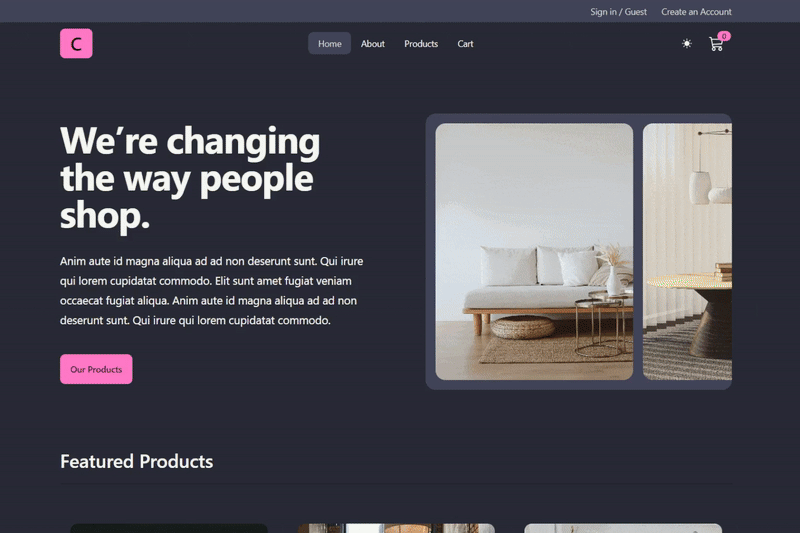 Sign in / Guest Create an Account
C Home About Products Cart 0
We’re changing
the way people
shop.
Anim aute id magna aliqua ad ad non deserunt sunt. Qui irure
qui lorem cupidatat commodo. Elit sunt amet fugiat veniam
occaecat fugiat aliqua. Anim aute id magna aliqua ad ad non
deserunt sunt. Qui irure qui lorem cupidatat commodo.
Our Products
Featured Products